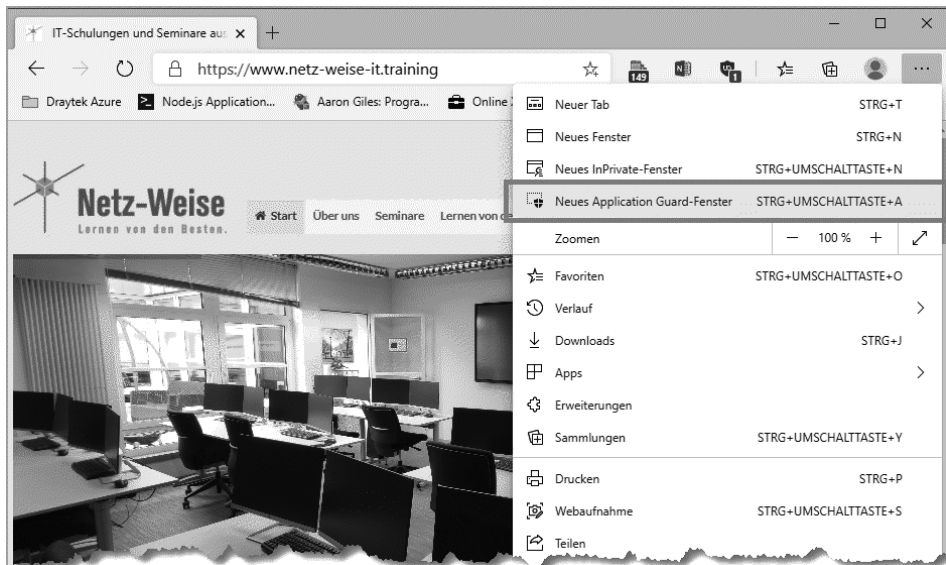 IT-Schulungen und Seminare aus
https://www.netz-weise-it.training
149
1
Draytek Azure
Node.js Application...
Aaron Giles: Progra...
Online
Netz-Weise
Lernen von den Besten.
Start
Über uns
Seminare
Lernen von
Neuer Tab STRG+T
Neues Fenster STRG+N
Neues InPrivate-Fenster STRG+UMSCHALTTASTE+N
Neues Application Guard-Fenster STRG+UMSCHALTTASTE+A
Zoomen — 100 % +
Favoriten STRG+UMSCHALTTASTE+O
Verlauf
Downloads STRG+J
Apps
Erweiterungen
Sammlungen STRG+UMSCHALTTASTE+Y
Drucken STRG+P
Webaufnahme STRG+UMSCHALTTASTE+S
Teilen